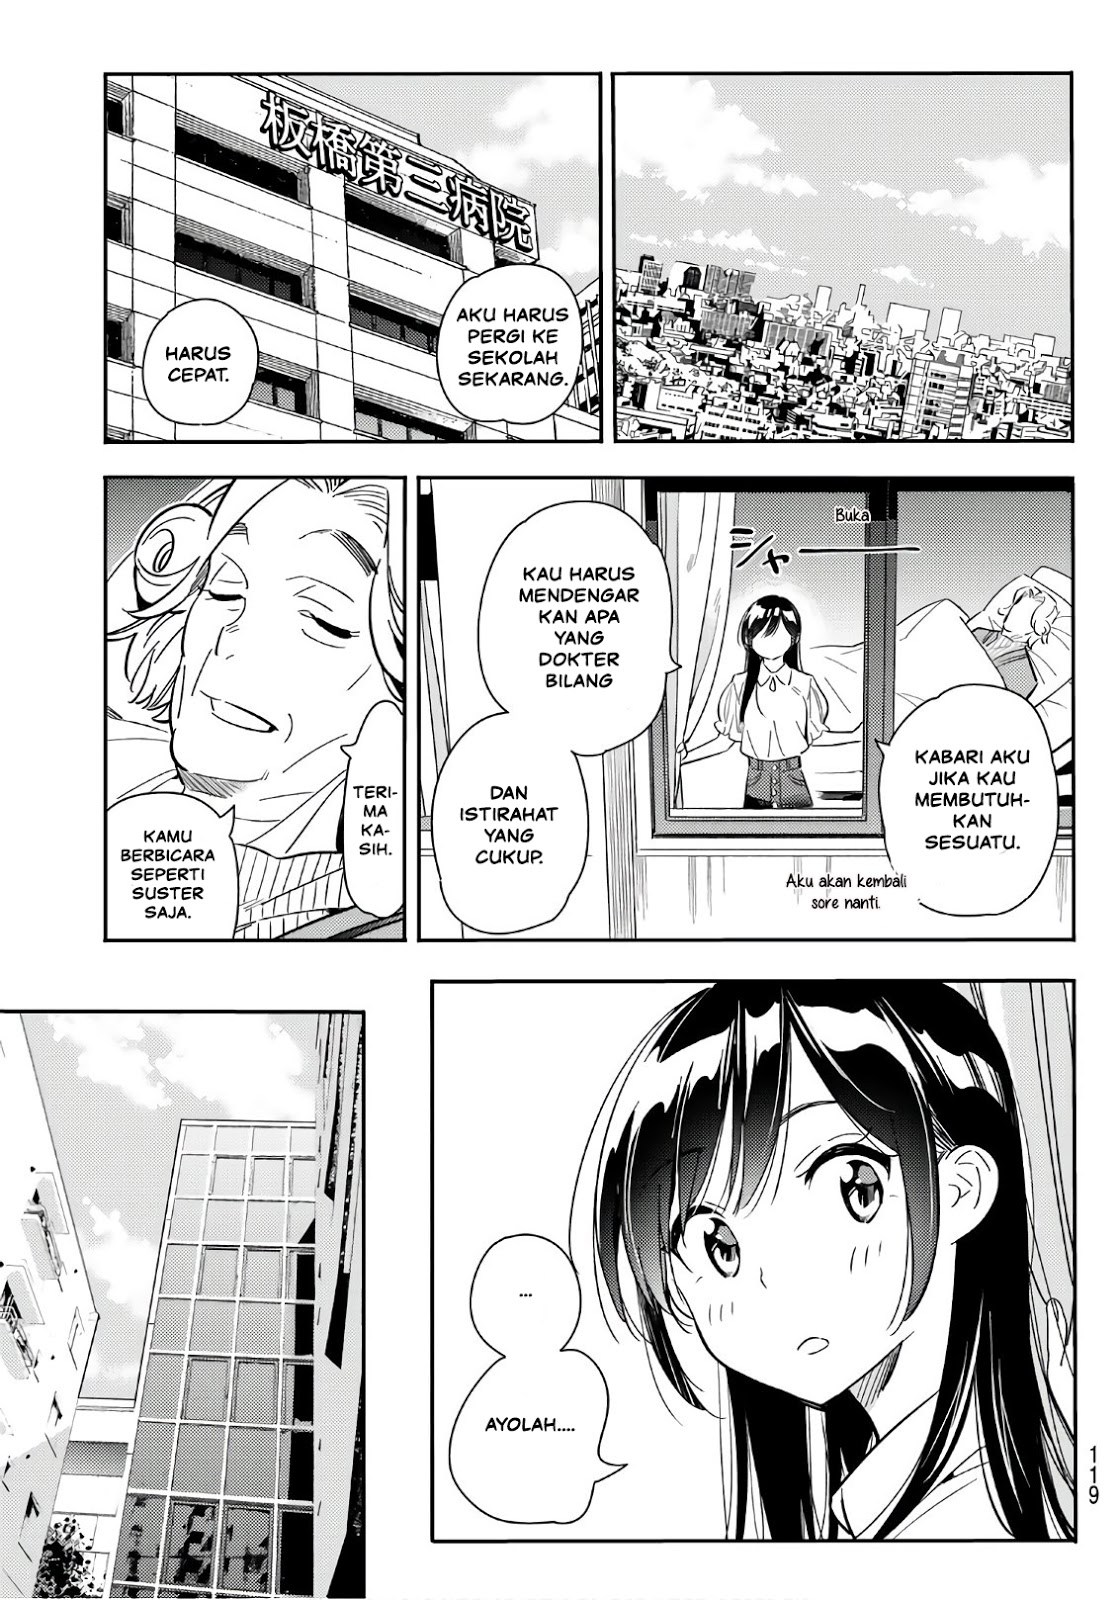 板橋第三病院
AKU HARUS
PERGI KE
SEKOLAH
SEKARANG.
HARUS
CEPAT.
Buka
シャー
KABARI AKU
JIKA KAU
MEMBUTUH-
KAN
SESUATU.
Aku akan kembali
sore nanti.
KAU HARUS
MENDENGAR
KAN APA
YANG
DOKTER
BILANG
DAN
ISTIRAHAT
YANG
CUKUP.
TERI-
MA
KA-
SIH.
KAMU
BERBICARA
SEPERTI
SUSTER
SAJA.
...
AYOLAH....
119